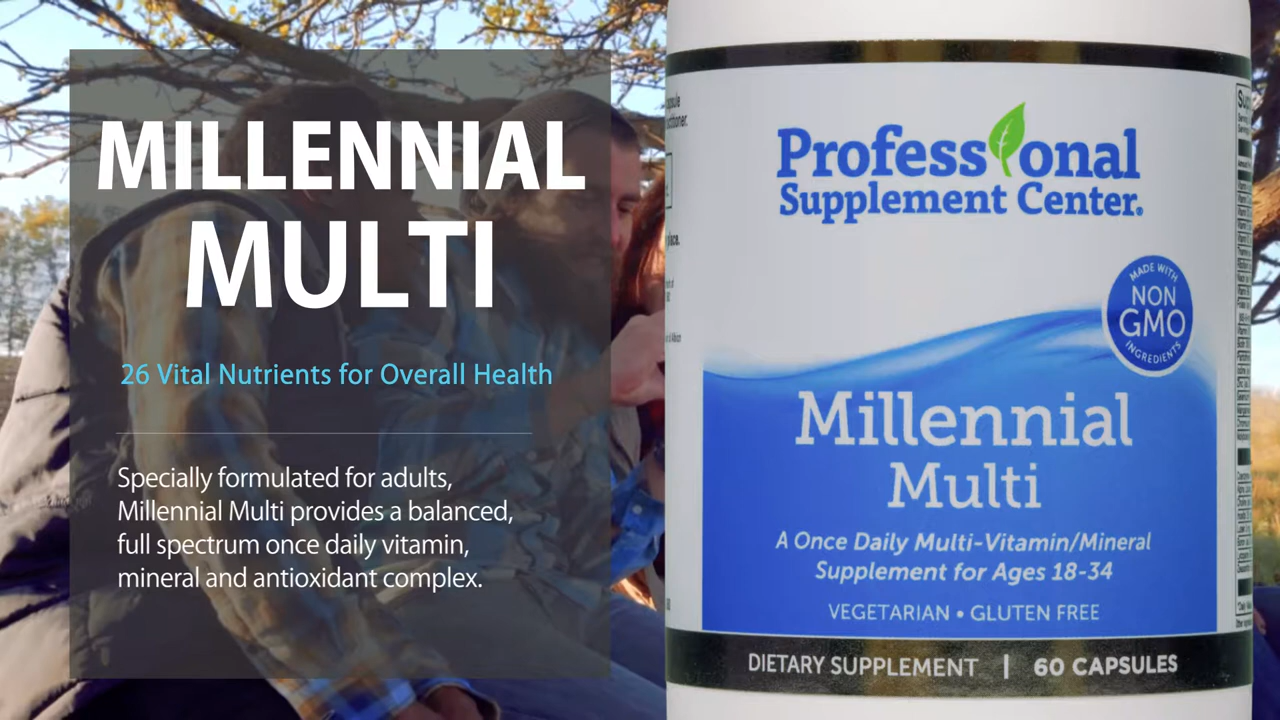 MILLENNIAL
MULTI
26 Vital Nutrients for Overall Health
Specially formulated for adults,
Millennial Multi provides a balanced,
full spectrum once daily vitamin,
mineral and antioxidant complex.
Professional
Supplement Center®
MADE WITH
NON
GMO
INGREDIENTS
Millennial
Multi
A Once Daily Multi-Vitamin/Mineral
Supplement for Ages 18-34
VEGETARIAN • GLUTEN FREE
DIETARY SUPPLEMENT | 60 CAPSULES